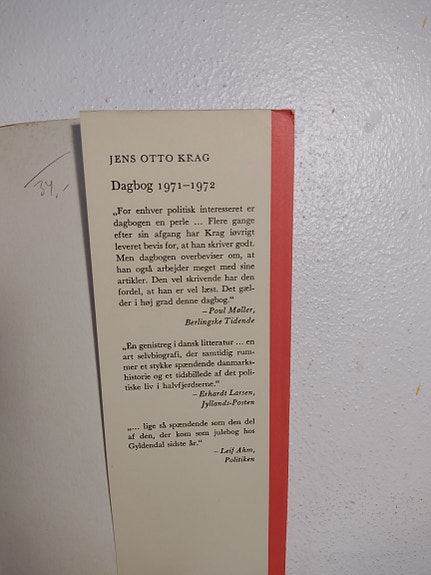 34,-
JENS OTTO KRAG
Dagbog 1971–1972
„For enhver politisk interesseret er
dagbogen en perle ... Flere gange
efter sin afgang har Krag iøvrigt
leveret bevis for, at han skriver godt.
Men dagbogen overbeviser om, at
han også arbejder meget med sine
artikler. Den vel skrivende har den
fordel, at han er vel læst. Det gæl-
der i høj grad denne dagbog.“
– Poul Møller,
Berlingske Tidende
„En genistreg i dansk litteratur ... en
art selvbiografi, der samtidig rum-
mer et stykke spændende danmarks-
historie og et tidsbillede af det poli-
tiske liv i halvfjerdserne.“
– Erhardt Larsen,
Jyllands-Posten
„... lige så spændende som den del
af den, der kom som julebog hos
Gyldendal sidste år.“
– Leif Ahm,
Politiken